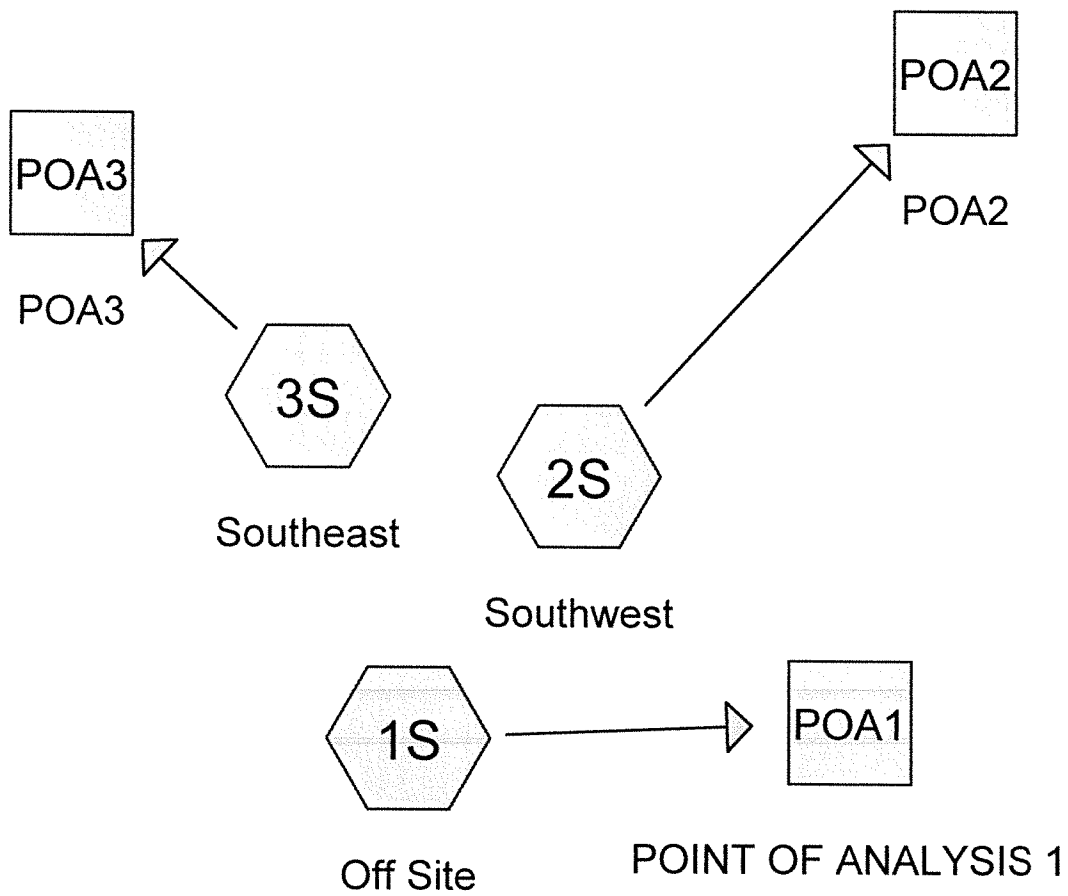 POA2
POA3
POA2
POA3
3S
2S
Southeast
Southwest
1S
POA1
Off Site
POINT OF ANALYSIS 1